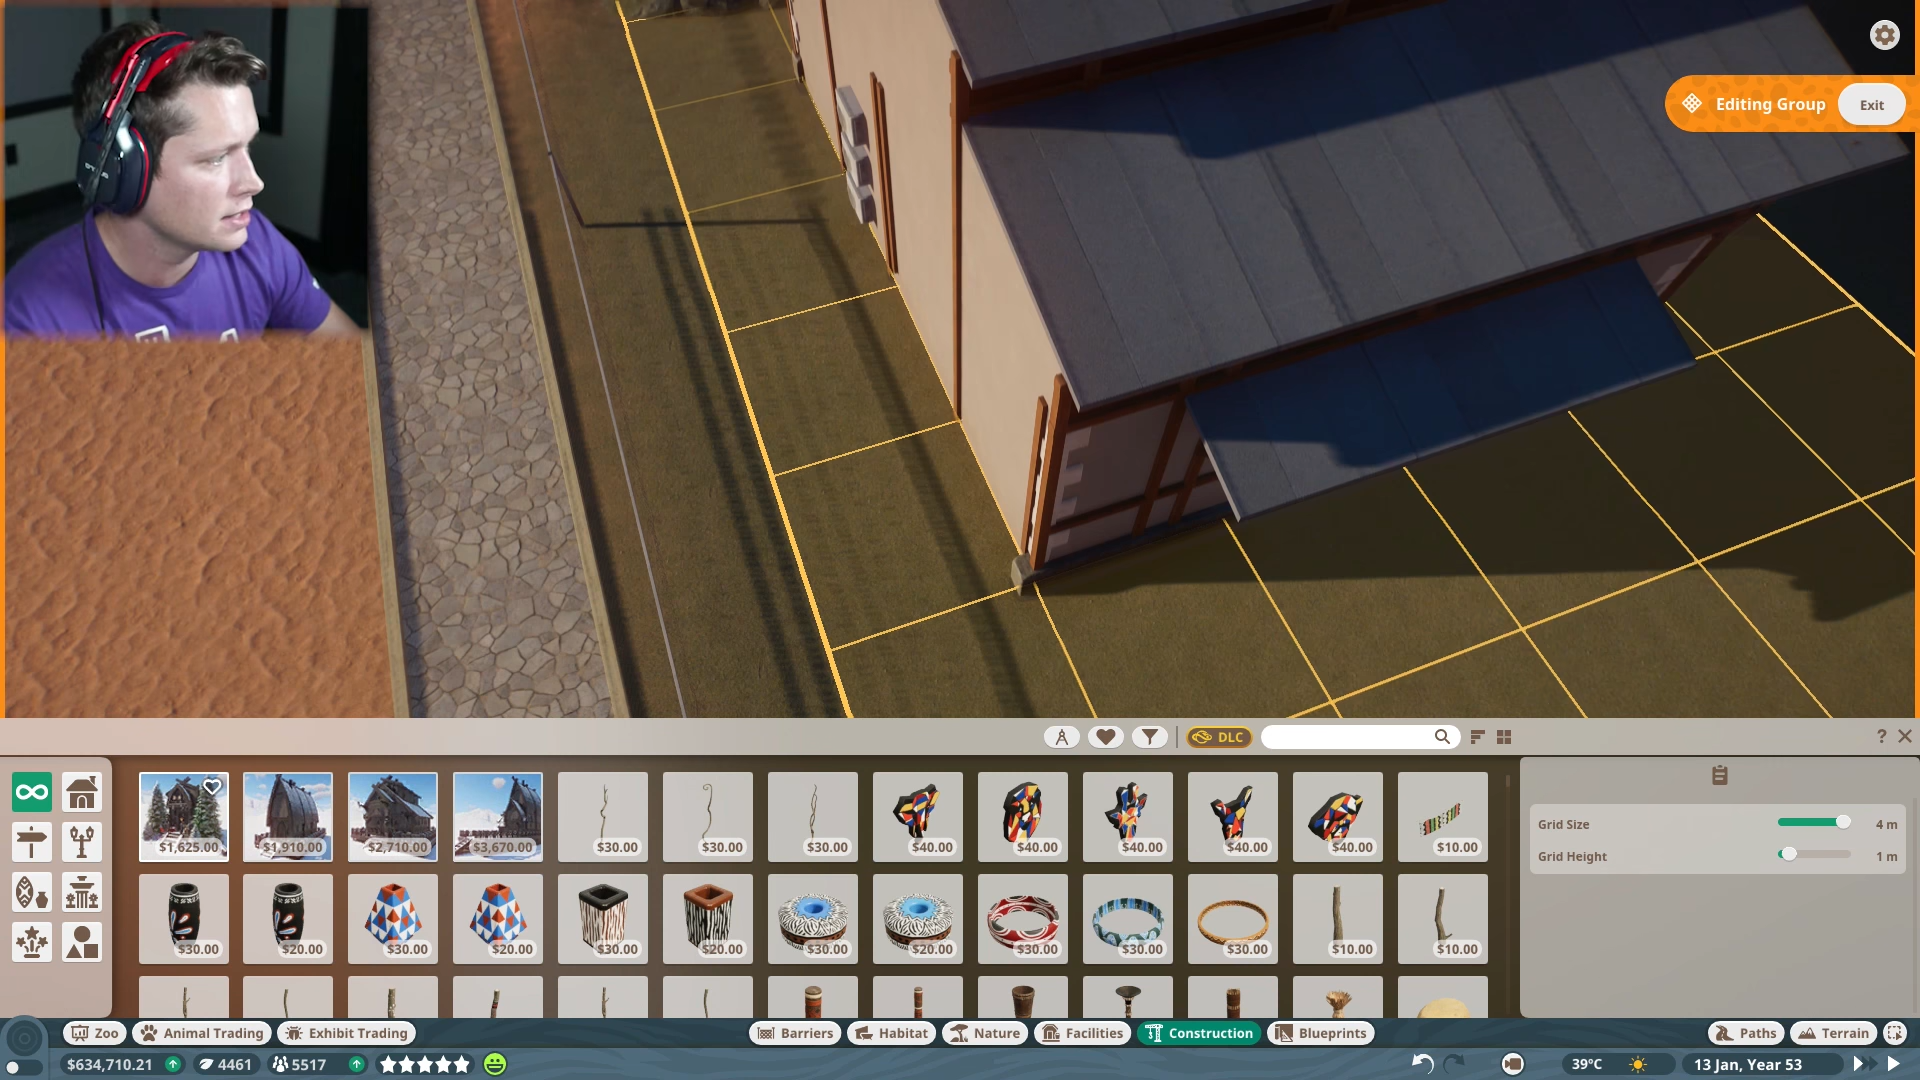 Editing Group
Exit
DLC
$1,625.00 $1,910.00 $2,710.00 $3,670.00 $30.00 $30.00 $30.00 $40.00 $40.00 $40.00 $40.00 $40.00 $10.00
Grid Size 4 m
Grid Height 1 m
$30.00 $20.00 $30.00 $20.00 $30.00 $20.00 $30.00 $20.00 $30.00 $30.00 $30.00 $10.00 $10.00
Zoo Animal Trading Exhibit Trading Barriers Habitat Nature Facilities Construction Blueprints Paths Terrain
$634,710.21 4461 5517 39°C 13 Jan, Year 53